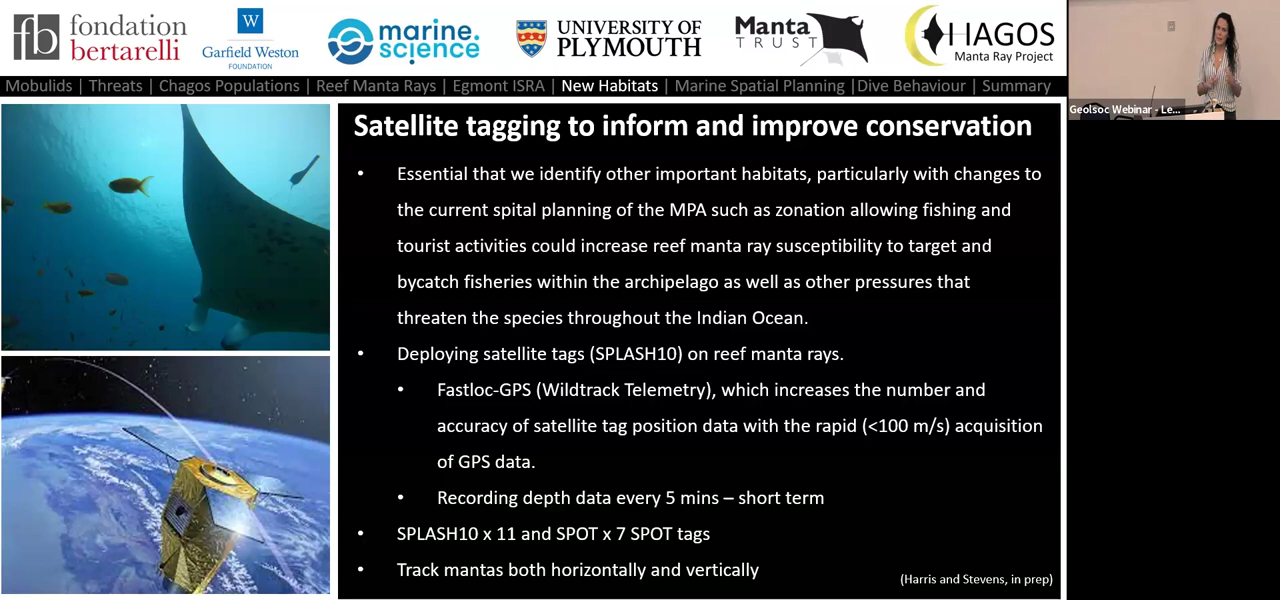 fb fondation
bertarelli
W
Garfield Weston
FOUNDATION
marine.
science
UNIVERSITY OF
PLYMOUTH
Manta
TRUST
CHAGOS
Manta Ray Project
Mobulids | Threats | Chagos Populations | Reef Manta Rays | Egmont ISRA | New Habitats | Marine Spatial Planning |Dive Behaviour | Summary
Geolsoc Webinar - Le...
Satellite tagging to inform and improve conservation
• Essential that we identify other important habitats, particularly with changes to
the current spital planning of the MPA such as zonation allowing fishing and
tourist activities could increase reef manta ray susceptibility to target and
bycatch fisheries within the archipelago as well as other pressures that
threaten the species throughout the Indian Ocean.
• Deploying satellite tags (SPLASH10) on reef manta rays.
• Fastloc-GPS (Wildtrack Telemetry), which increases the number and
accuracy of satellite tag position data with the rapid (<100 m/s) acquisition
of GPS data.
• Recording depth data every 5 mins – short term
• SPLASH10 x 11 and SPOT x 7 SPOT tags
• Track mantas both horizontally and vertically
(Harris and Stevens, in prep)